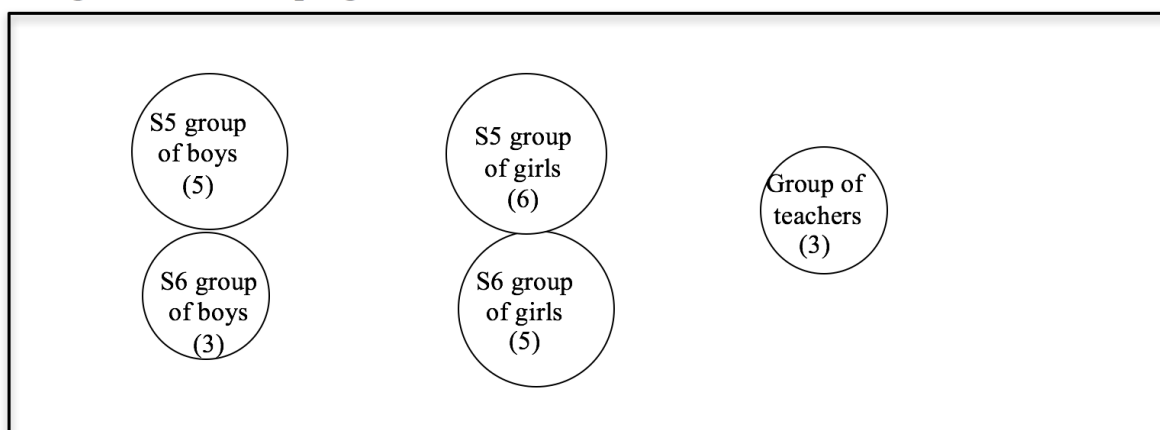 S5 group
of boys
(5)
S6 group
of boys
(3)
S5 group
of girls
(6)
S6 group
of girls
(5)
Group of
teachers
(3)